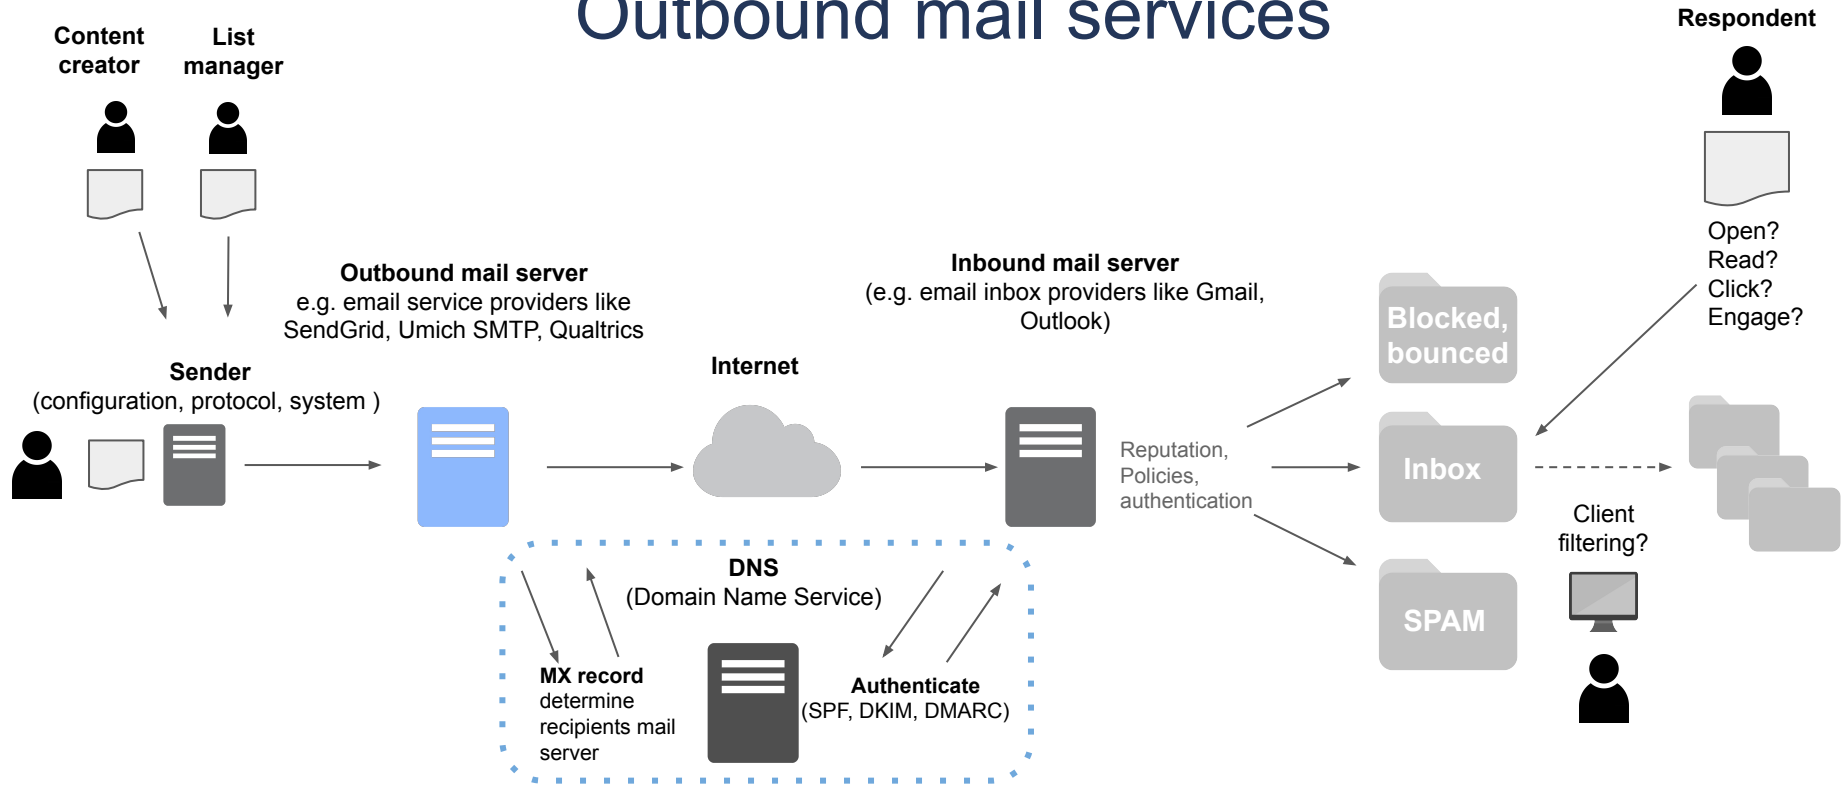 Outbound mail services
Content
creator
List
manager
Respondent
Open?
Read?
Click?
Engage?
Outbound mail server
e.g. email service providers like
SendGrid, Umich SMTP, Qualtrics
Inbound mail server
(e.g. email inbox providers like Gmail,
Outlook)
Internet
Sender
(configuration, protocol, system )
Reputation,
Policies,
authentication
Blocked,
bounced
Inbox
SPAM
Client
filtering?
DNS
(Domain Name Service)
MX record
determine
recipients mail
server
Authenticate
(SPF, DKIM, DMARC)